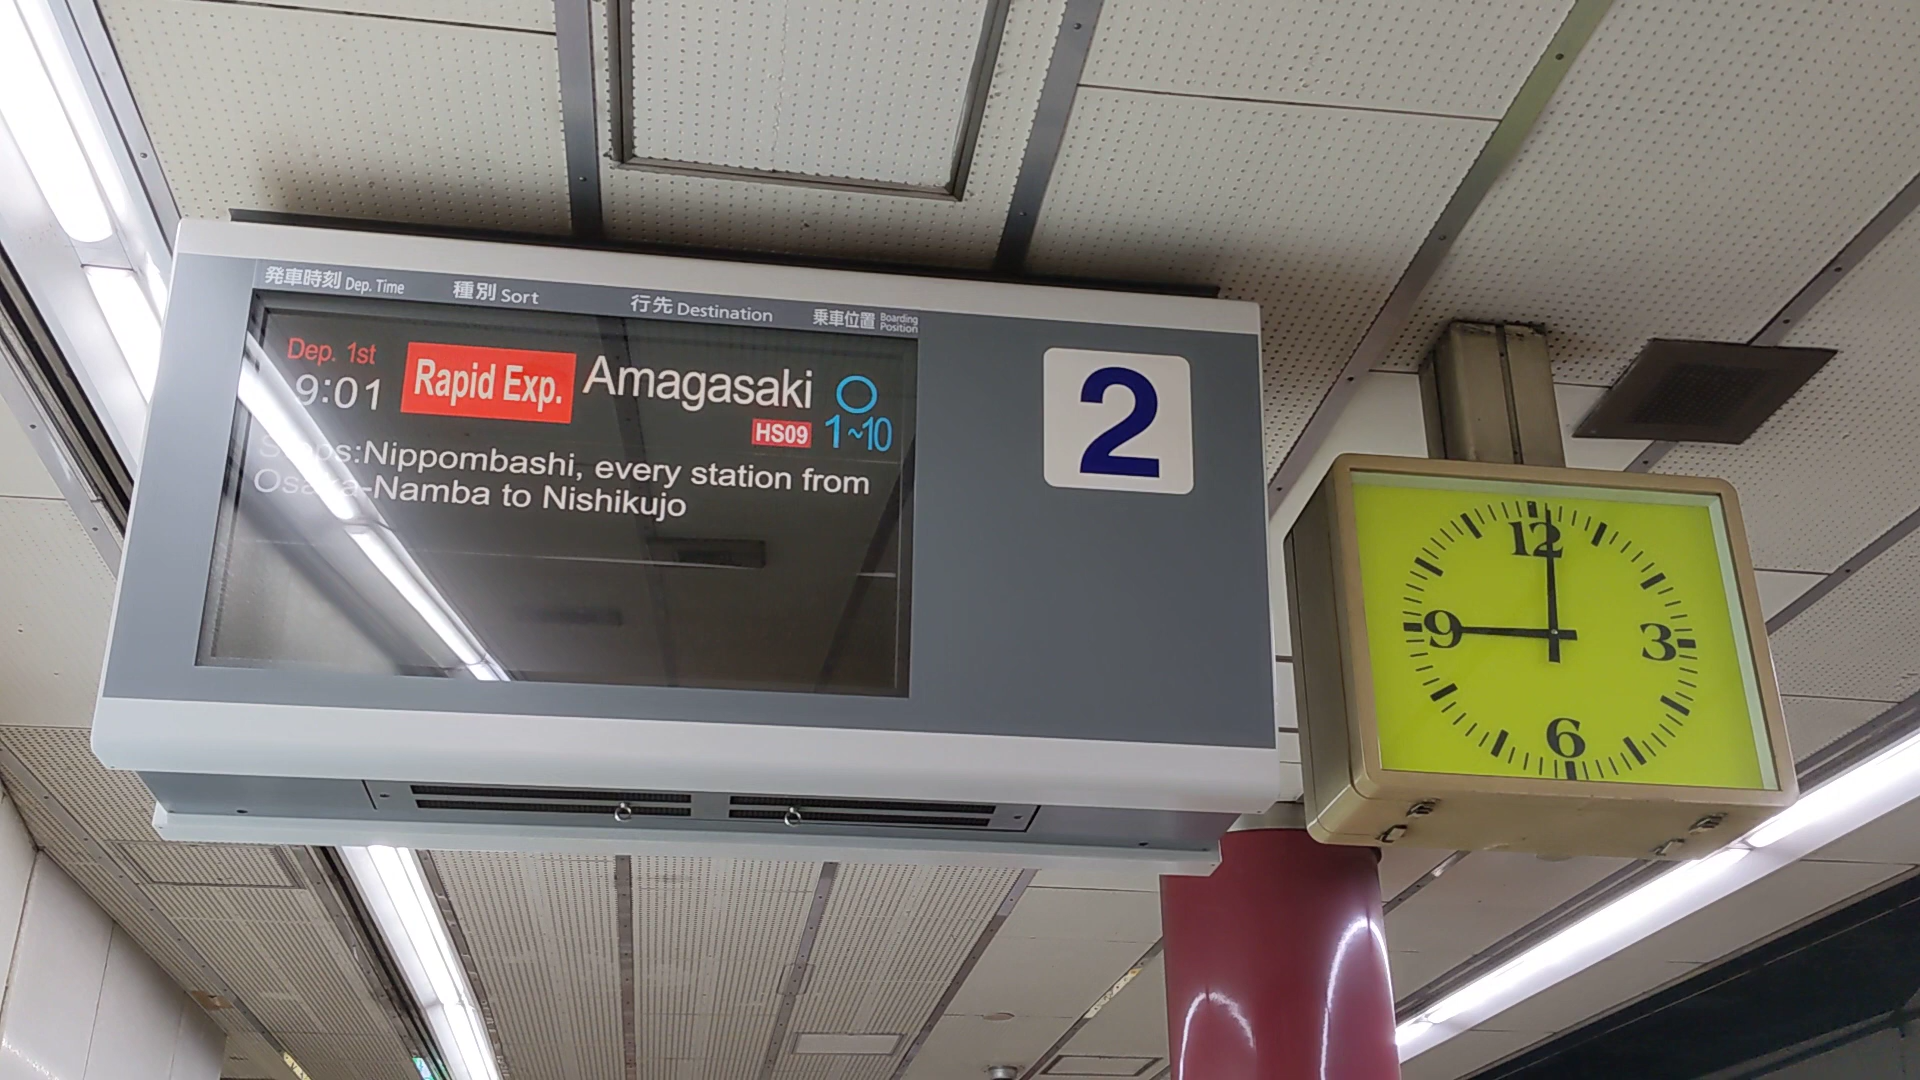 発車時刻 Dep. Time 種別 Sort 行先 Destination 乗車位置 Boarding Position
Dep. 1st
9:01 Rapid Exp. Amagasaki ○
HS09 1~10
Stops:Nippombashi, every station from
Osaka-Namba to Nishikujo
2
12
9 3
6